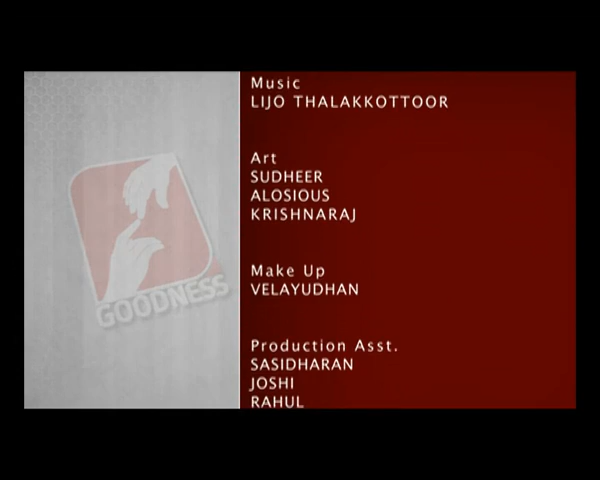 Music
LIJO THALAKKOTTOOR
Art
SUDHEER
ALOSIOUS
KRISHNARAJ
Make Up
VELAYUDHAN
Production Asst.
SASIDHARAN
JOSHI
RAHUL
GOODNESS